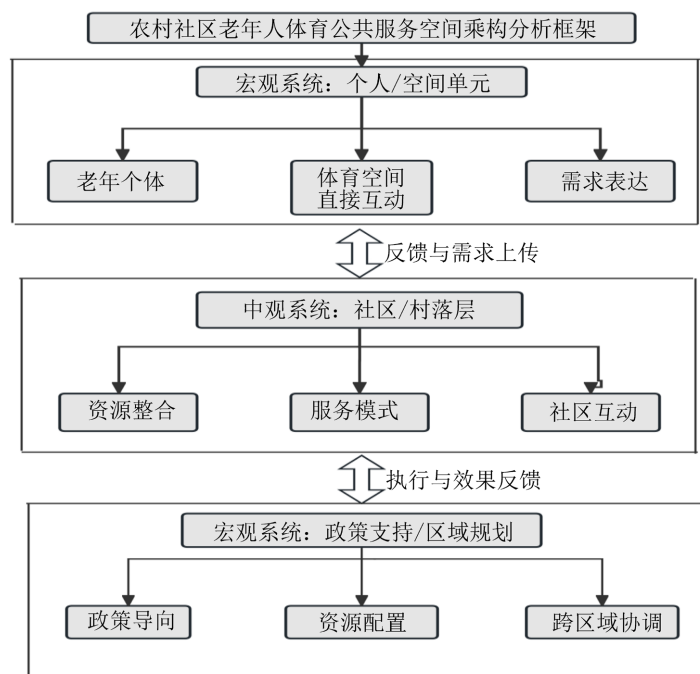 农村社区老年人体育公共服务空间乘构分析框架
宏观系统：个人/空间单元
老年个体
体育空间
直接互动
需求表达
反馈与需求上传
中观系统：社区/村落层
资源整合
服务模式
社区互动
执行与效果反馈
宏观系统：政策支持/区域规划
政策导向
资源配置
跨区域协调